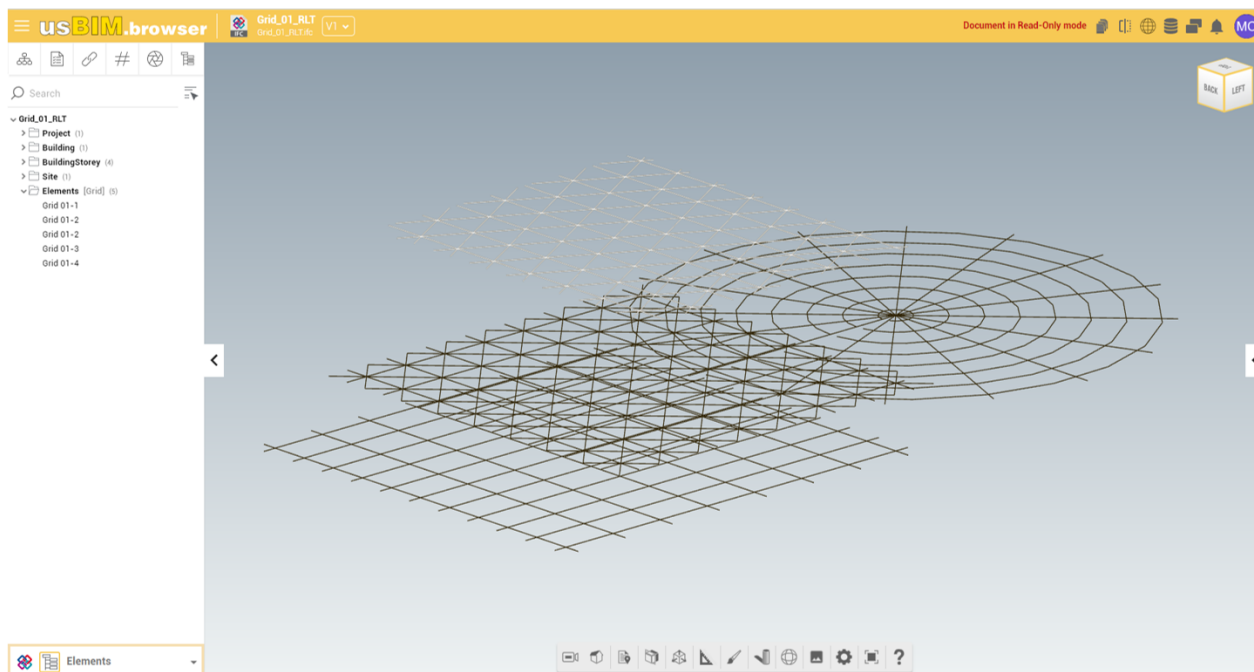 usBIM.browser
IFC
Grid_01_RLT
Grid_01_RLT.ifc
V1
Document in Read-Only mode
MC
Search
Grid_01_RLT
Project (1)
Building (1)
BuildingStorey (4)
Site (1)
Elements [Grid] (5)
Grid 01-1
Grid 01-2
Grid 01-2
Grid 01-3
Grid 01-4
BACK
LEFT
Elements
?